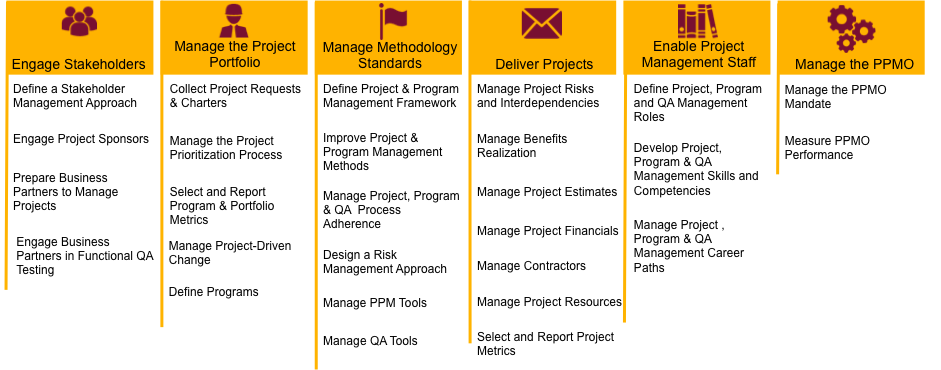 Engage Stakeholders
Define a Stakeholder
Management Approach
Engage Project Sponsors
Prepare Business
Partners to Manage
Projects
Engage Business
Partners in Functional QA
Testing
Manage the Project
Portfolio
Collect Project Requests
& Charters
Manage the Project
Prioritization Process
Select and Report
Program & Portfolio
Metrics
Manage Project-Driven
Change
Define Programs
Manage Methodology
Standards
Define Project & Program
Management Framework
Improve Project &
Program Management
Methods
Manage Project, Program
& QA Process
Adherence
Design a Risk
Management Approach
Manage PPM Tools
Manage QA Tools
Deliver Projects
Manage Project Risks
and Interdependencies
Manage Benefits
Realization
Manage Project Estimates
Manage Project Financials
Manage Contractors
Manage Project Resources
Select and Report Project
Metrics
Enable Project
Management Staff
Define Project, Program
and QA Management
Roles
Develop Project,
Program & QA
Management Skills and
Competencies
Manage Project ,
Program & QA
Management Career
Paths
Manage the PPMO
Manage the PPMO
Mandate
Measure PPMO
Performance